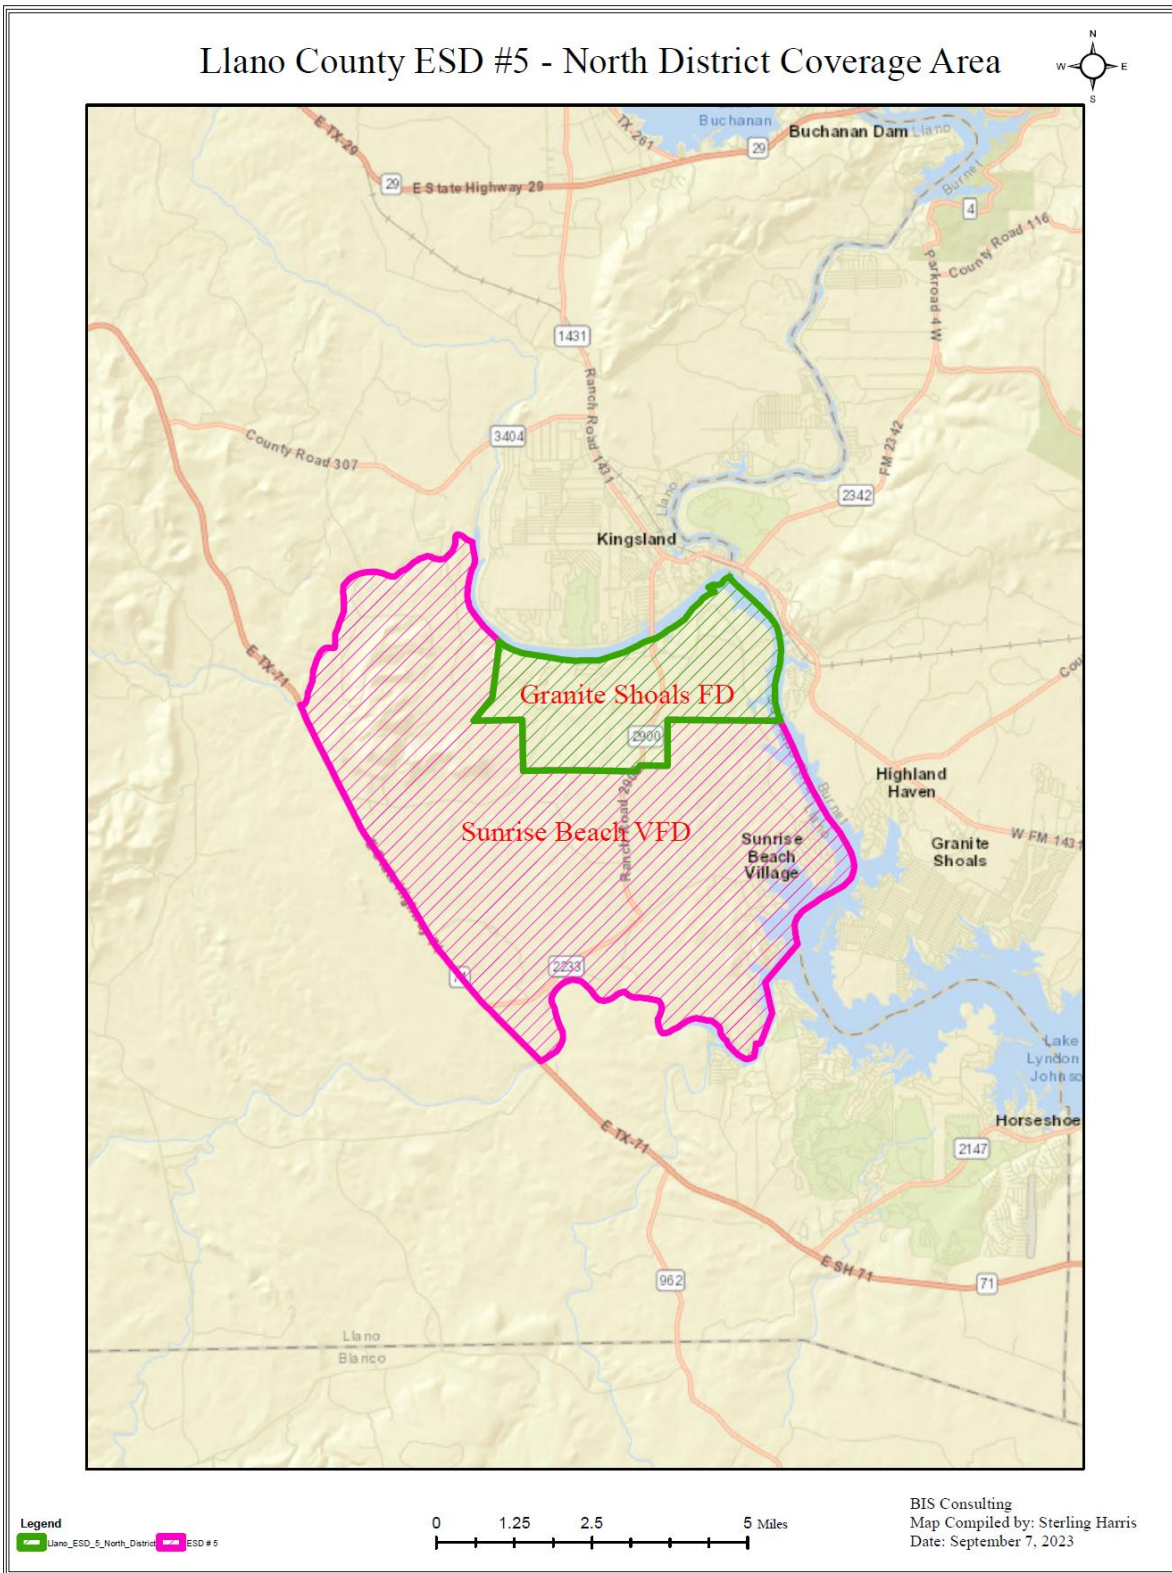 Llano County ESD #5 - North District Coverage Area
N
W
E
S
Buchanan
Buchanan Dam
Llano
Burnet
E TX-29
TX-261
29
29
E State Highway 29
4
County Road 116
Parkroad 4 W
1431
Ranch Road 1431
3404
County Road 307
FM 2342
2342
Llano
Kingsland
E TX-71
Granite Shoals FD
2900
Highland
Haven
Burnet
Sunrise Beach VFD
Sunrise
Beach
Village
Granite
Shoals
W FM 1431
2233
Lake
Lyndon
Johnso
Horseshoe
E TX-71
2147
E SH 71
962
71
Llano
Blanco
Legend
Llano_ESD_5_North_District
ESD # 5
0 1.25 2.5 5 Miles
BIS Consulting
Map Compiled by: Sterling Harris
Date: September 7, 2023